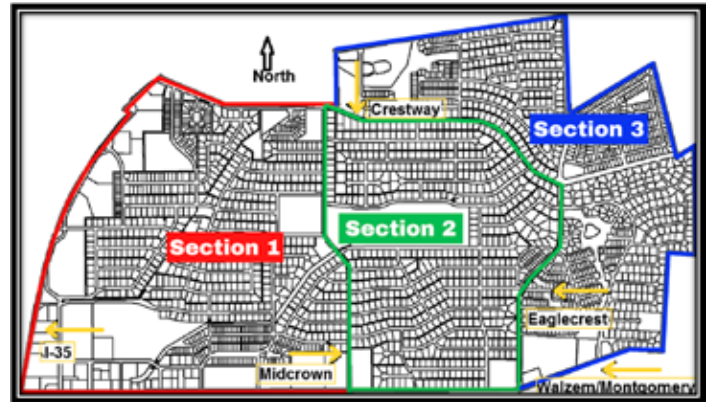 North
Crestway
Section 3
Section 1
Section 2
Eaglecrest
I-35
Midcrown
Walzem/Montgomery